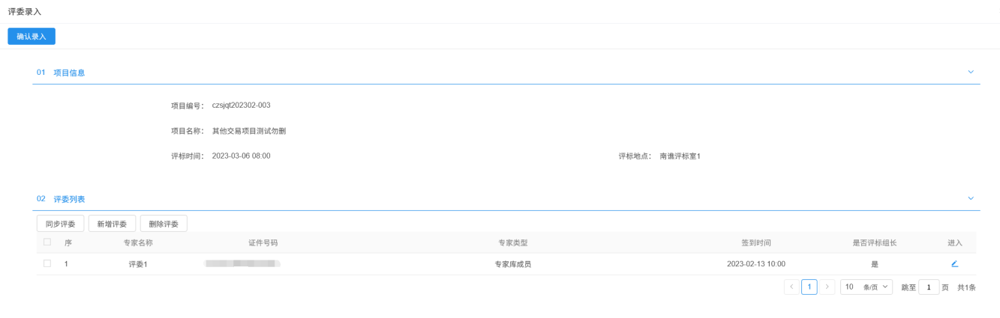 评委录入
确认录入
01 项目信息
项目编号： czsjqt202302-003
项目名称： 其他交易项目测试勿删
评标时间： 2023-03-06 08:00 评标地点： 南谯评标室1
02 评委列表
同步评委 新增评委 删除评委
序 专家名称 证件号码 专家类型 签到时间 是否评标组长 进入
1 评委1 专家库成员 2023-02-13 10:00 是
1 10 条/页 跳至 1 页 共1条